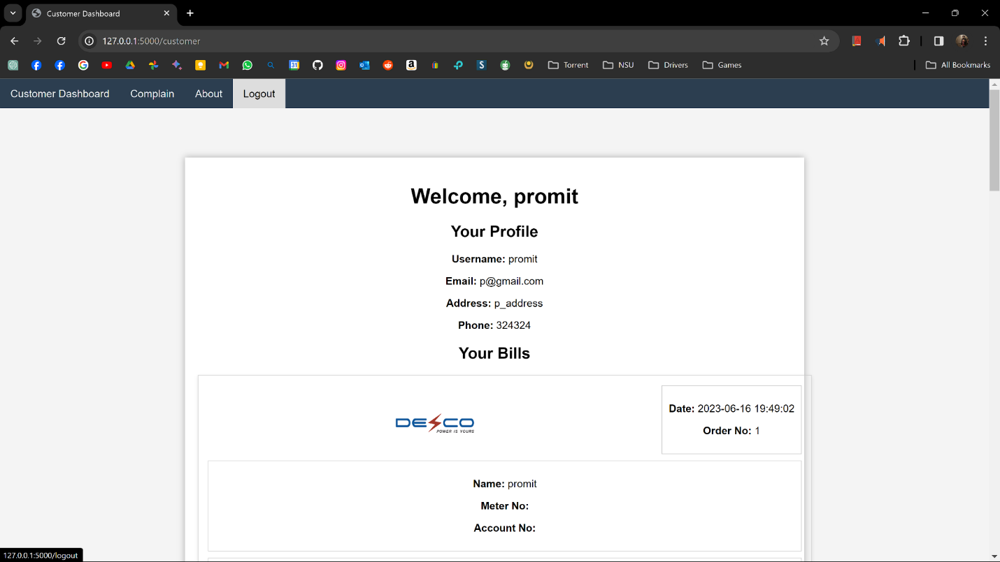 Customer Dashboard
127.0.0.1:5000/customer
31
a
S
Torrent
NSU
Drivers
Games
All Bookmarks
Customer Dashboard
Complain
About
Logout
Welcome, promit
Your Profile
Username: promit
Email: p@gmail.com
Address: p_address
Phone: 324324
Your Bills
DESCO
POWER IS YOURS
Date: 2023-06-16 19:49:02
Order No: 1
Name: promit
Meter No:
Account No:
127.0.0.1:5000/logout